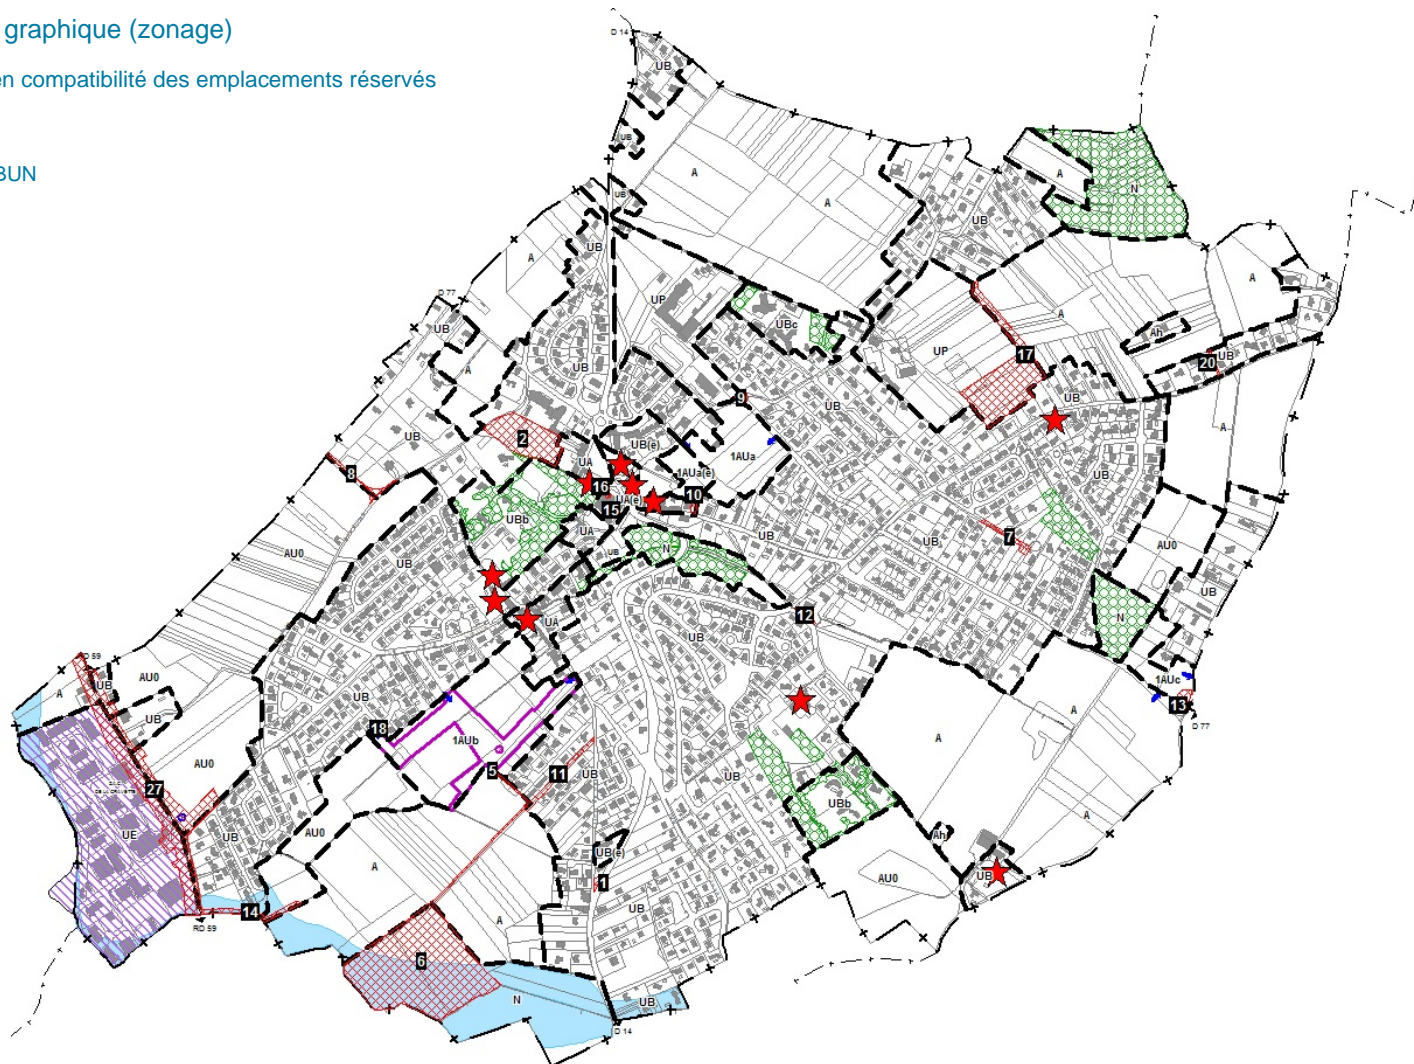 graphique (zonage)
en compatibilité des emplacements réservés
BUN
D 14
UB
UB
A
UB
A
A
N
UB
UB
A
A
D 77
UB
UP
UBc
A
Ah
UB
20
UP
17
A
UB
9
UB
UB
A
UB
2
UB(e)
1AUa
UB
UA
1AUa(e)
8
16
UA(e)
10
15
UBb
UA
UB
N
UB
7
AU0
AU0
UB
UB
N
UB
12
UA
UB
RD 59
UB
AU0
A
1AUc
13
D 77
UB
UB
18
1AUb
A
A
5
11
UB
UB
AU0
27
UE
UB
UBb
AU0
A
UB(e)
Ah
A
1
UB
AU0
UB
14
RD 59
A
6
N
UB
D 14